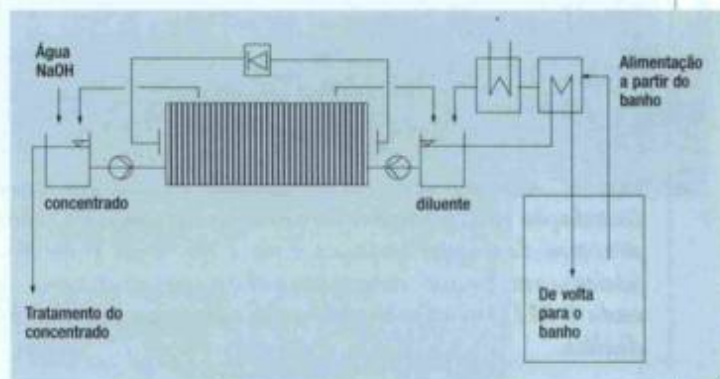 Água
NaOH
Alimentação
a partir do
banho
concentrado
diluente
Tratamento do
concentrado
De volta
para o
banho